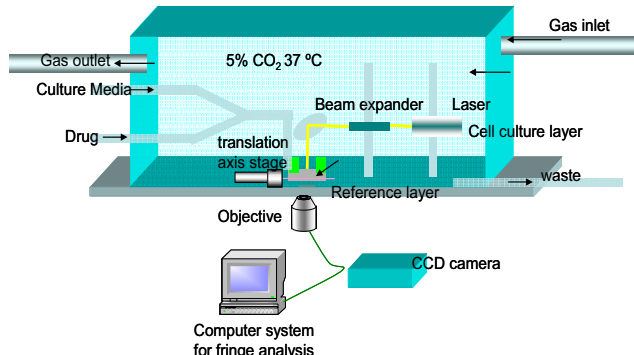 Gas inlet
Gas outlet
5% CO2 37 ºC
Culture Media
Beam expander
Laser
Drug
Cell culture layer
translation
axis stage
Reference layer
waste
Objective
CCD camera
Computer system
for fringe analysis